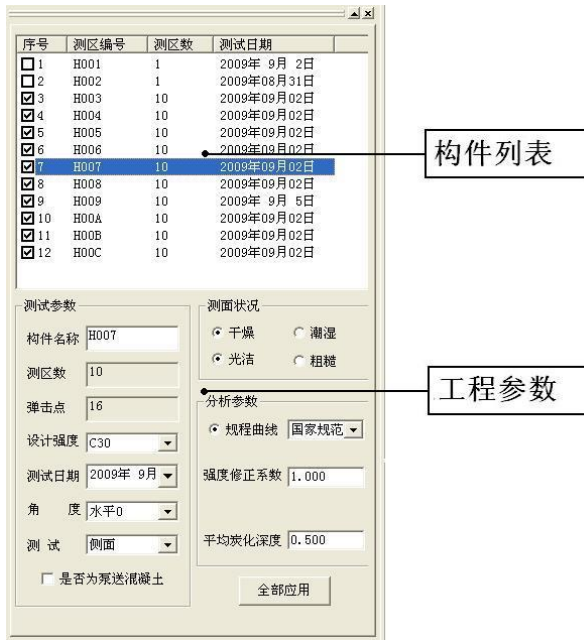 序号 测区编号 测区数 测试日期
1 H001 1 2009年 9月 2日
2 H002 1 2009年08月31日
3 H003 10 2009年09月02日
4 H004 10 2009年09月02日
5 H005 10 2009年09月02日
6 H006 10 2009年09月02日
7 H007 10 2009年09月02日
8 H008 10 2009年09月02日
9 H009 10 2009年 9月 5日
10 H00A 10 2009年09月02日
11 H00B 10 2009年09月02日
12 H00C 10 2009年09月02日
构件列表
测试参数
构件名称 H007
测区数 10
弹击点 16
设计强度 C30
测试日期 2009年 9月
角 度 水平0
测 试 侧面
是否为泵送混凝土
测面状况
干燥 潮湿
光洁 粗糙
工程参数
分析参数
规程曲线 国家规范
强度修正系数 1.000
平均炭化深度 0.500
全部应用